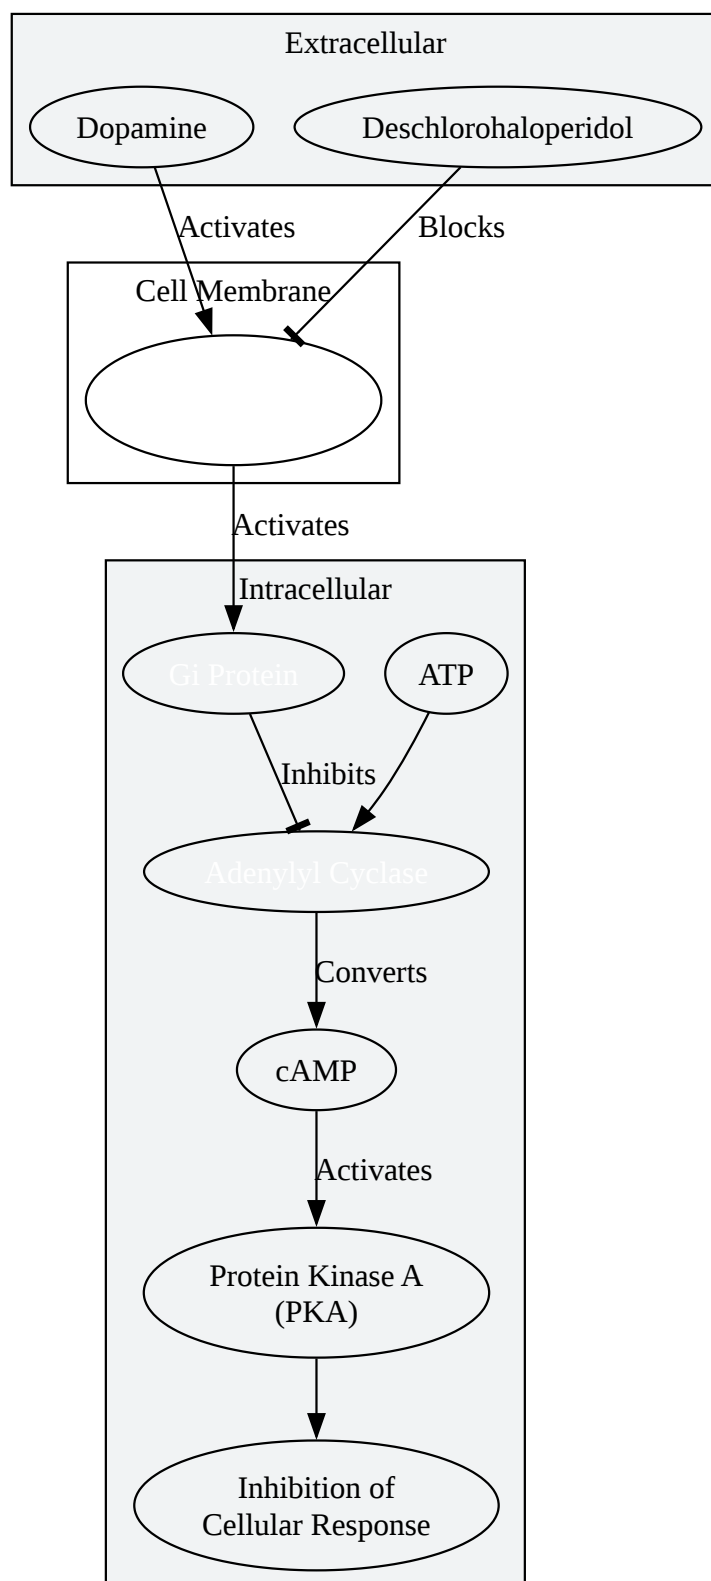 Extracellular
Dopamine
Deschlorohaloperidol
Activates
Blocks
Cell Membrane
Activates
Intracellular
Gi Protein
ATP
Inhibits
Adenylyl Cyclase
Converts
cAMP
Activates
Protein Kinase A
(PKA)
Inhibition of
Cellular Response